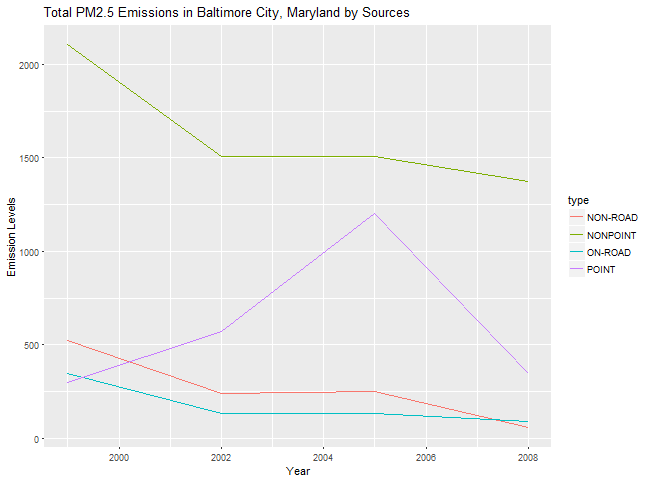 Total PM2.5 Emissions in Baltimore City, Maryland by Sources
2000
1500
1000
500
0
Emission Levels
2000
2002
2004
2006
2008
Year
type
NON-ROAD
NONPOINT
ON-ROAD
POINT